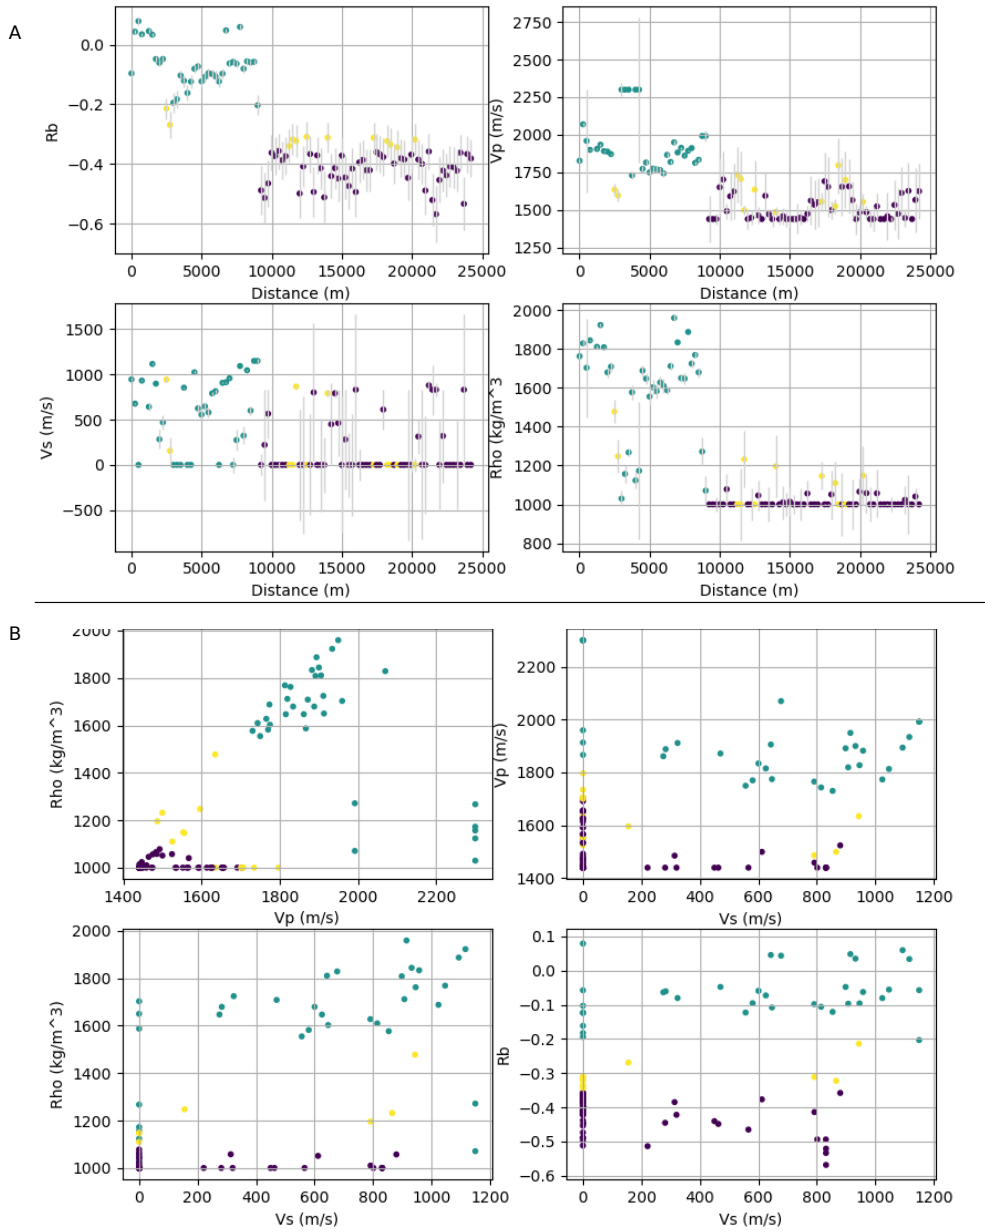 A
Rb
0.0
−0.2
−0.4
−0.6
0 5000 10000 15000 20000 25000
Distance (m)
Vp (m/s)
2750
2500
2250
2000
1750
1500
1250
0 5000 10000 15000 20000 25000
Distance (m)
Vs (m/s)
1500
1000
500
0
−500
0 5000 10000 15000 20000 25000
Distance (m)
Rho (kg/m^3
2000
1800
1600
1400
1200
1000
800
0 5000 10000 15000 20000 25000
Distance (m)
B
Rho (kg/m^3)
2000
1800
1600
1400
1200
1000
1400 1600 1800 2000 2200
Vp (m/s)
Vp (m/s)
2200
2000
1800
1600
1400
0 200 400 600 800 1000 1200
Vs (m/s)
Rho (kg/m^3)
2000
1800
1600
1400
1200
1000
0 200 400 600 800 1000 1200
Vs (m/s)
Rb
0.1
0.0
−0.1
−0.2
−0.3
−0.4
−0.5
−0.6
0 200 400 600 800 1000 1200
Vs (m/s)